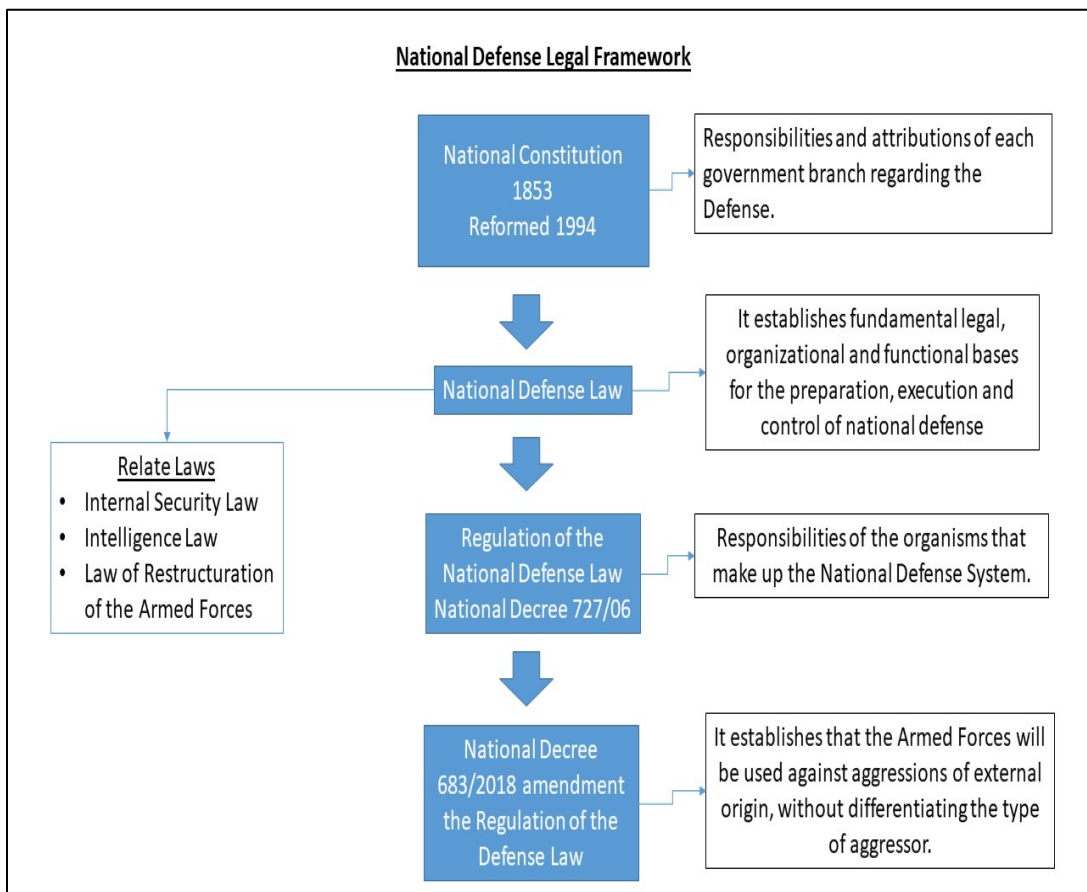 National Defense Legal Framework
National Constitution
1853
Reformed 1994
Responsibilities and attributions of each
government branch regarding the
Defense.
National Defense Law
It establishes fundamental legal,
organizational and functional bases
for the preparation, execution and
control of national defense
Relate Laws
• Internal Security Law
• Intelligence Law
• Law of Restructuration
of the Armed Forces
Regulation of the
National Defense Law
National Decree 727/06
Responsibilities of the organisms that
make up the National Defense System.
National Decree
683/2018 amendment
the Regulation of the
Defense Law
It establishes that the Armed Forces will
be used against aggressions of external
origin, without differentiating the type
of aggressor.